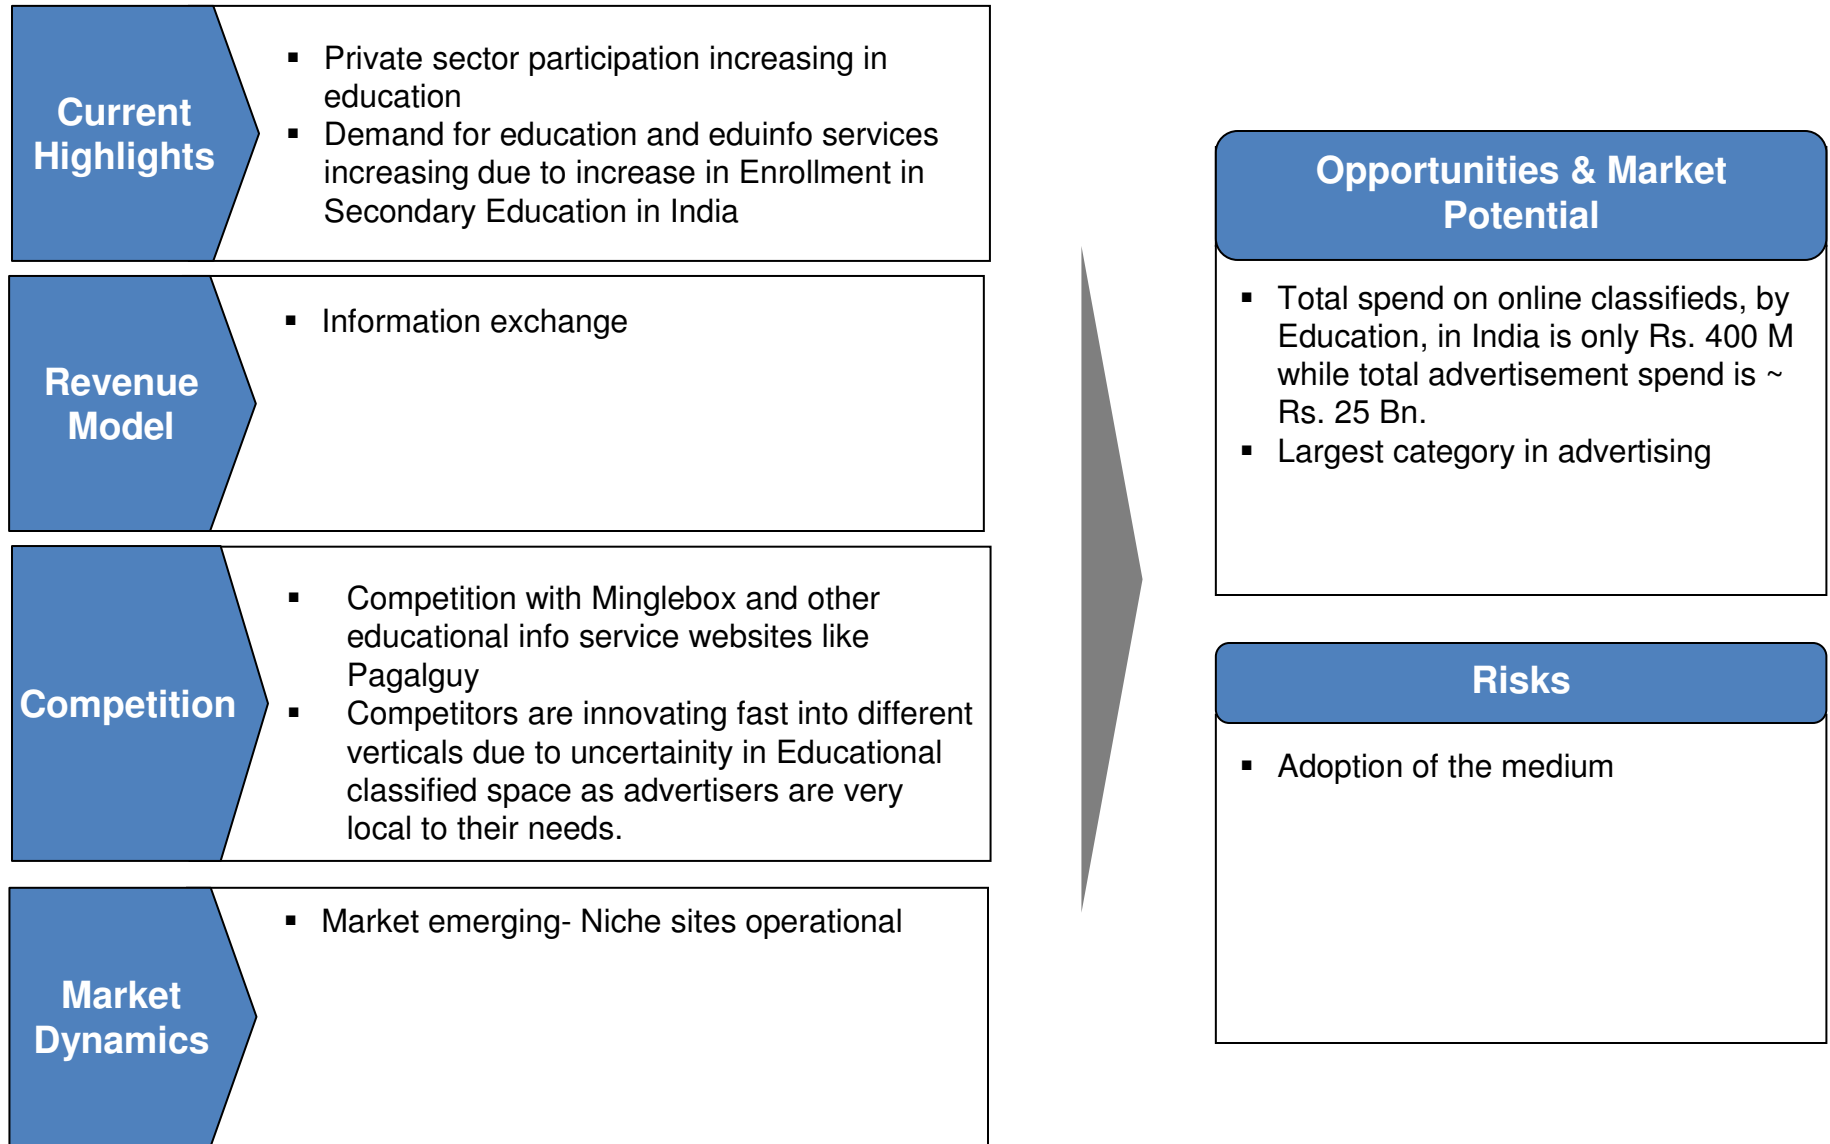 Current
Highlights
▪ Private sector participation increasing in
education
▪ Demand for education and eduinfo services
increasing due to increase in Enrollment in
Secondary Education in India
Revenue
Model
▪ Information exchange
Competition
▪ Competition with Minglebox and other
educational info service websites like
Pagalguy
▪ Competitors are innovating fast into different
verticals due to uncertainity in Educational
classified space as advertisers are very
local to their needs.
Market
Dynamics
▪ Market emerging- Niche sites operational
Opportunities & Market
Potential
▪ Total spend on online classifieds, by
Education, in India is only Rs. 400 M
while total advertisement spend is ~
Rs. 25 Bn.
▪ Largest category in advertising
Risks
▪ Adoption of the medium